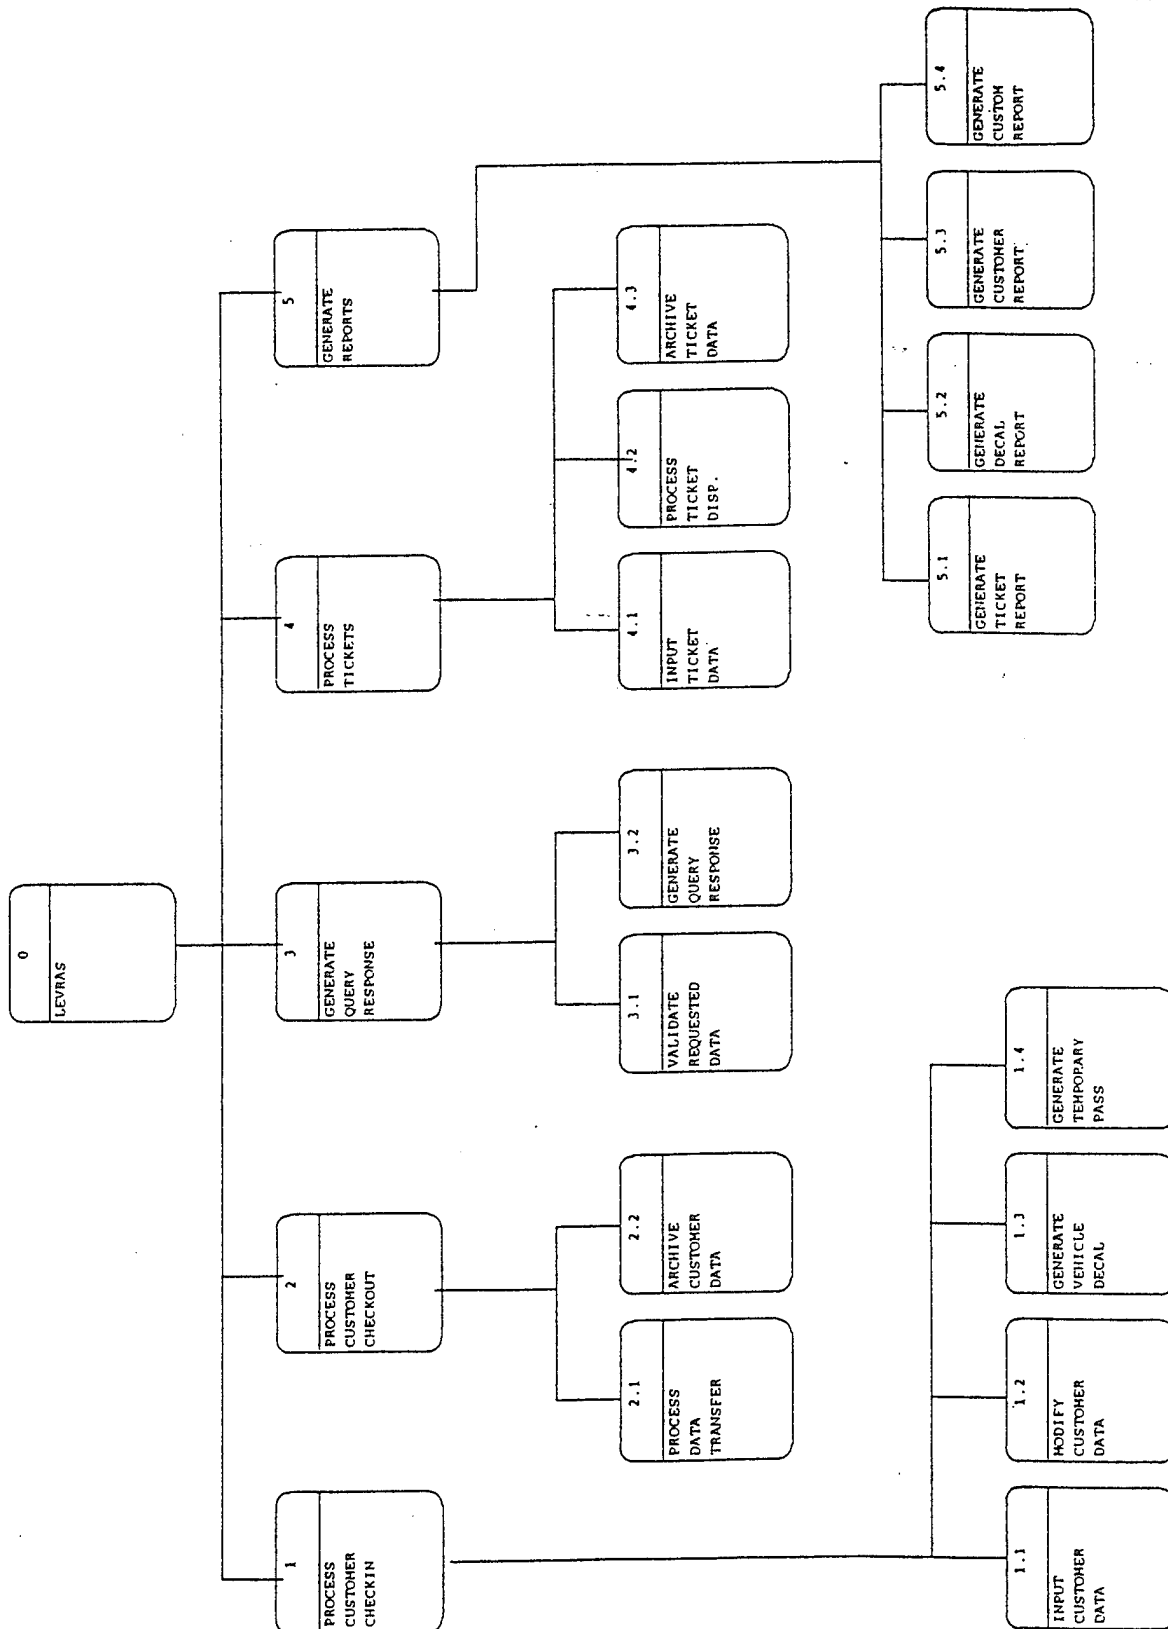 0
LEVRAS
1
PROCESS
CUSTOMER
CHECKIN
2
PROCESS
CUSTOMER
CHECKOUT
3
GENERATE
QUERY
RESPONSE
4
PROCESS
TICKETS
5
GENERATE
REPORTS
2.1
PROCESS
DATA
TRANSFER
2.2
ARCHIVE
CUSTOMER
DATA
3.1
VALIDATE
REQUESTED
DATA
3.2
GENERATE
QUERY
RESPONSE
4.1
INPUT
TICKET
DATA
4.2
PROCESS
TICKET
DISP.
4.3
ARCHIVE
TICKET
DATA
5.1
GENERATE
TICKET
REPORT
5.2
GENERATE
DECAL
REPORT
5.3
GENERATE
CUSTOMER
REPORT
5.4
GENERATE
CUSTOM
REPORT
1.1
INPUT
CUSTOMER
DATA
1.2
MODIFY
CUSTOMER
DATA
1.3
GENERATE
VEHICLE
DECAL
1.4
GENERATE
TEMPORARY
PASS